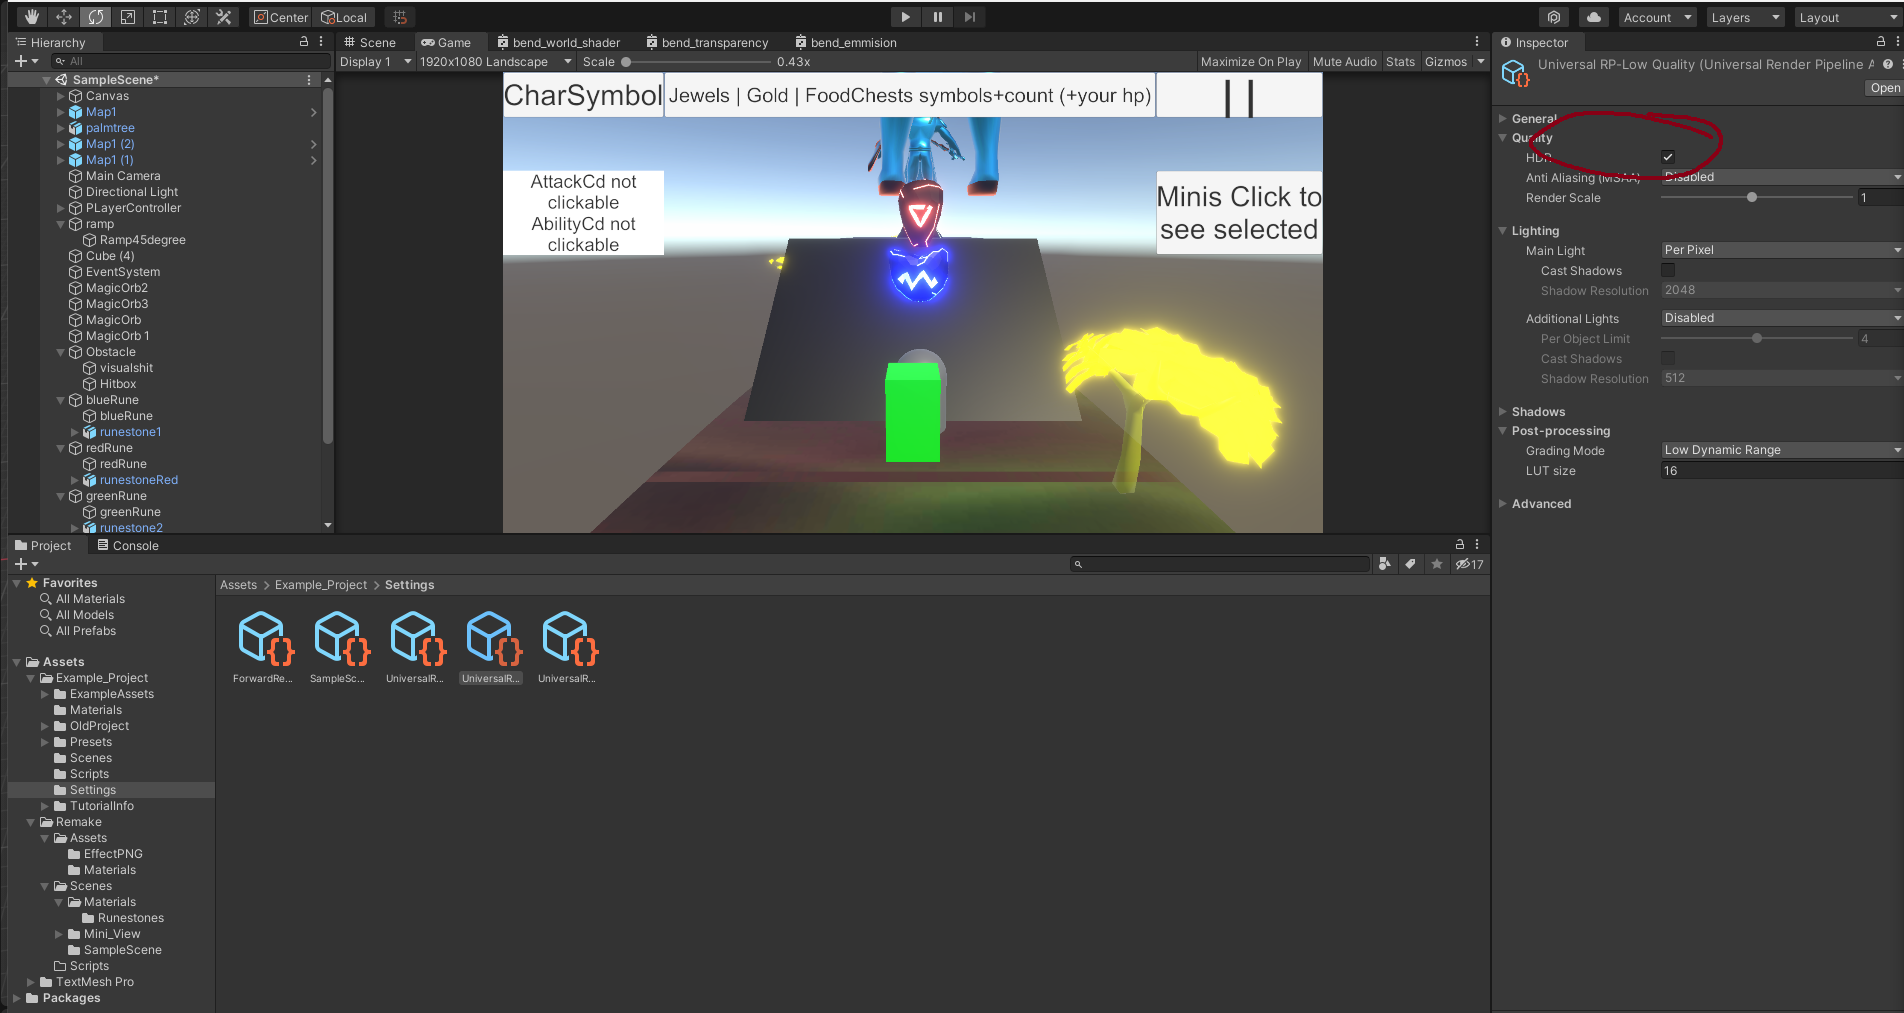 Center
Local
Account
Layers
Layout
Hierarchy
All
SampleScene*
Canvas
Map1
palmtree
Map1 (2)
Map1 (1)
Main Camera
Directional Light
PLayerController
ramp
Ramp45degree
Cube (4)
EventSystem
MagicOrb2
MagicOrb3
MagicOrb
MagicOrb 1
Obstacle
visualshit
Hitbox
blueRune
blueRune
runestone1
redRune
redRune
runestoneRed
greenRune
greenRune
runestone2
Scene
Game
bend_world_shader
bend_transparency
bend_emmision
Display 1
1920x1080 Landscape
Scale
0.43x
Maximize On Play
Mute Audio
Stats
Gizmos
CharSymbol
Jewels | Gold | FoodChests symbols+count (+your hp)
| |
AttackCd not
clickable
AbilityCd not
clickable
Minis Click to
see selected
Inspector
Universal RP-Low Quality (Universal Render Pipeline A
Open
General
Quality
HDR
Anti Aliasing (MSAA)
Disabled
Render Scale
1
Lighting
Main Light
Per Pixel
Cast Shadows
Shadow Resolution
2048
Additional Lights
Disabled
Per Object Limit
4
Cast Shadows
Shadow Resolution
512
Shadows
Post-processing
Grading Mode
Low Dynamic Range
LUT size
16
Advanced
Project
Console
17
Favorites
All Materials
All Models
All Prefabs
Assets
Example_Project
ExampleAssets
Materials
OldProject
Presets
Scenes
Scripts
Settings
TutorialInfo
Remake
Assets
EffectPNG
Materials
Scenes
Materials
Runestones
Mini_View
SampleScene
Scripts
TextMesh Pro
Packages
Assets > Example_Project > Settings
ForwardRe...
SampleSc...
UniversalR...
UniversalR...
UniversalR...